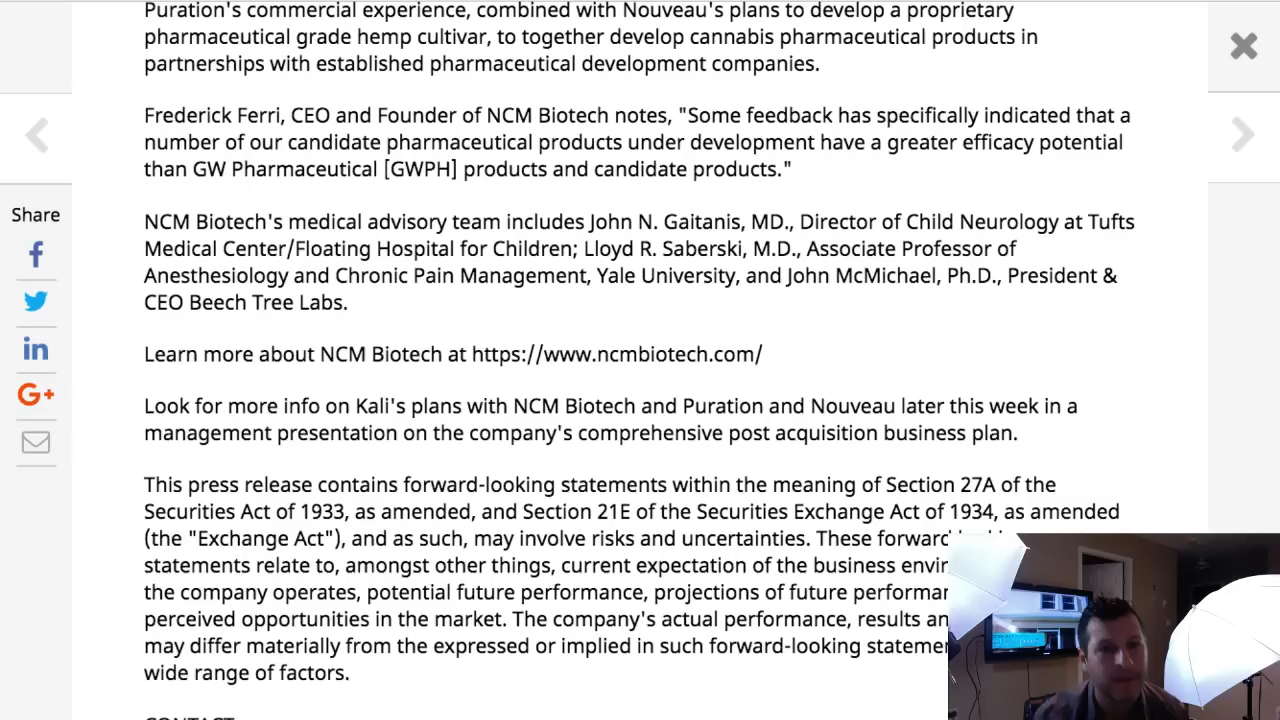 Puration's commercial experience, combined with Nouveau's plans to develop a proprietary
pharmaceutical grade hemp cultivar, to together develop cannabis pharmaceutical products in
partnerships with established pharmaceutical development companies.
Frederick Ferri, CEO and Founder of NCM Biotech notes, "Some feedback has specifically indicated that a
number of our candidate pharmaceutical products under development have a greater efficacy potential
than GW Pharmaceutical [GWPH] products and candidate products."
Share
NCM Biotech's medical advisory team includes John N. Gaitanis, MD., Director of Child Neurology at Tufts
Medical Center/Floating Hospital for Children; Lloyd R. Saberski, M.D., Associate Professor of
Anesthesiology and Chronic Pain Management, Yale University, and John McMichael, Ph.D., President &
CEO Beech Tree Labs.
Learn more about NCM Biotech at https://www.ncmbiotech.com/
Look for more info on Kali's plans with NCM Biotech and Puration and Nouveau later this week in a
management presentation on the company's comprehensive post acquisition business plan.
This press release contains forward-looking statements within the meaning of Section 27A of the
Securities Act of 1933, as amended, and Section 21E of the Securities Exchange Act of 1934, as amended
(the "Exchange Act"), and as such, may involve risks and uncertainties. These forward
statements relate to, amongst other things, current expectation of the business
the company operates, potential future performance, projections of future
perceived opportunities in the market. The company's actual performance, results
may differ materially from the expressed or implied in such forward-looking
wide range of factors.
CONTACT